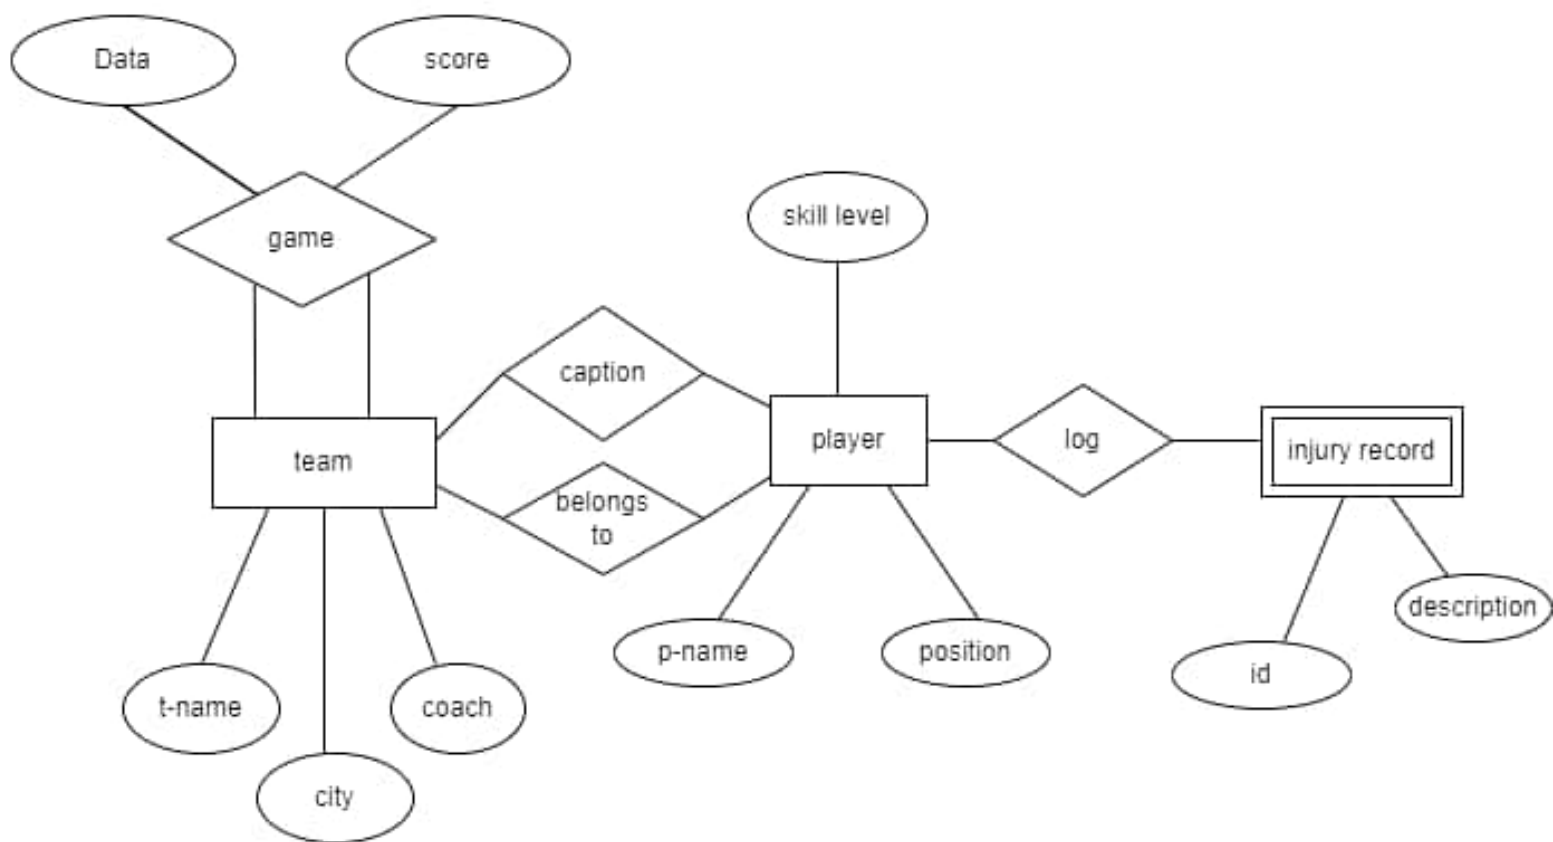 Data
score
game
skill level
caption
player
log
injury record
team
belongs
to
description
p-name
position
id
t-name
coach
city